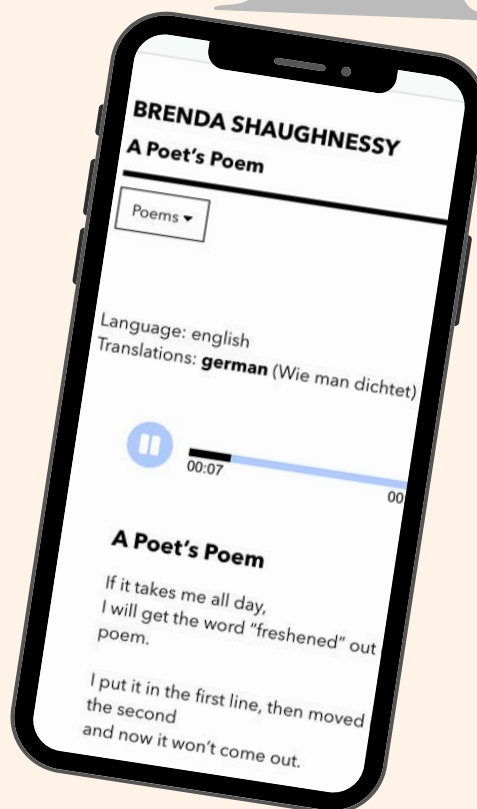 BRENDA SHAUGHNESSY
A Poet's Poem
Poems
Language: english
Translations: german (Wie man dichtet)
00:07
00
A Poet's Poem
If it takes me all day,
I will get the word “freshened” out
poem.
I put it in the first line, then moved
the second
and now it won't come out.